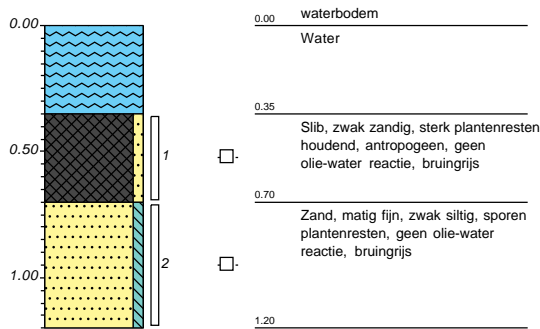 0.00
0.00 waterbodem
Water
0.35
Slib, zwak zandig, sterk plantenresten
houdend, antropogeen, geen
olie-water reactie, bruingrijs
0.50
1
0.70
Zand, matig fijn, zwak siltig, sporen
plantenresten, geen olie-water
reactie, bruingrijs
2
1.00
1.20